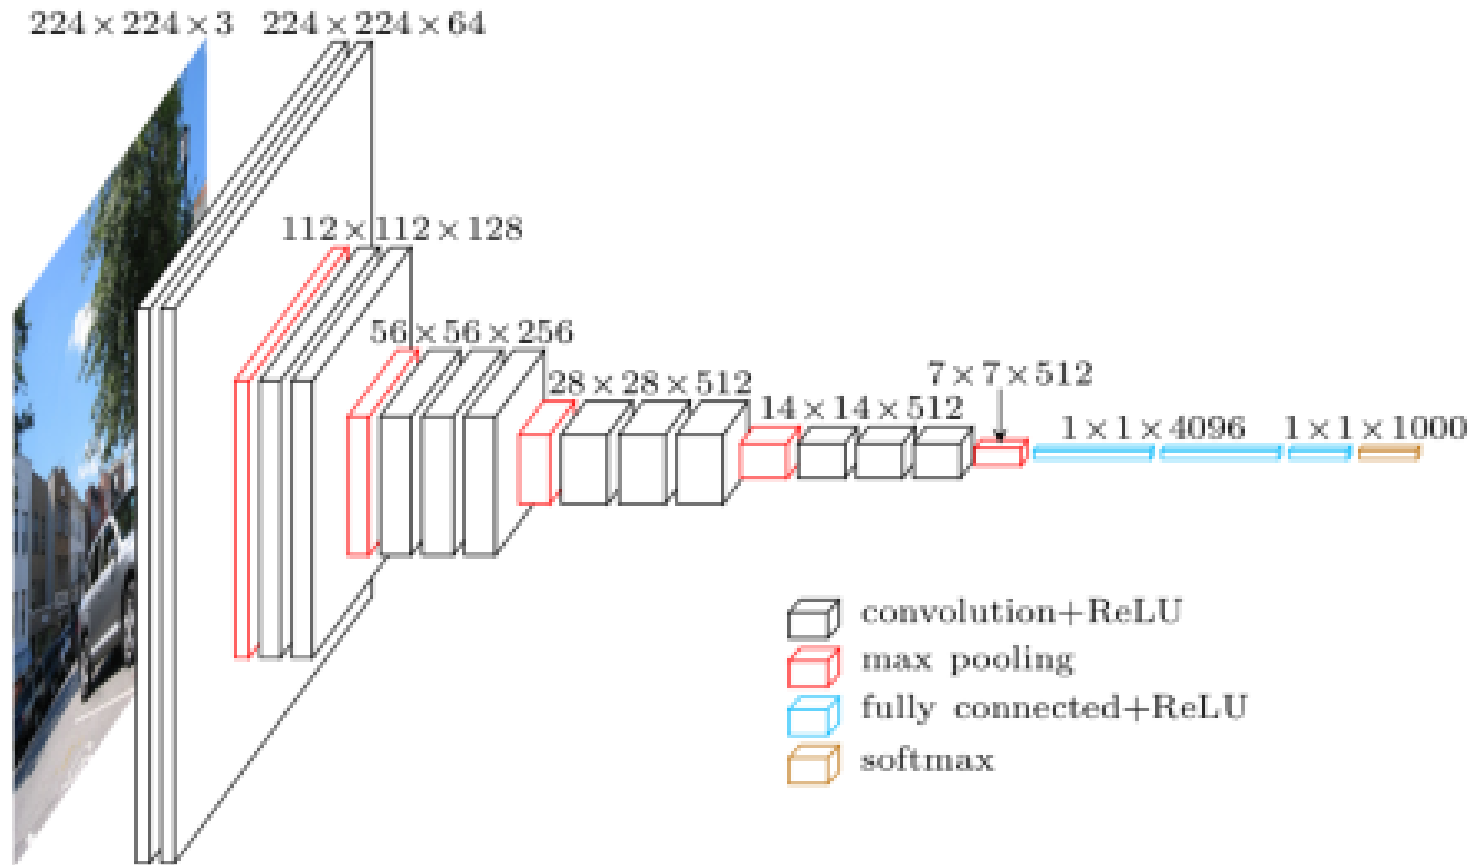 224 × 224 × 3
224 × 224 × 64
112 × 112 × 128
56 × 56 × 256
28 × 28 × 512
14 × 14 × 512
7 × 7 × 512
1 × 1 × 4096
1 × 1 × 1000
convolution+ReLU
max pooling
fully connected+ReLU
softmax